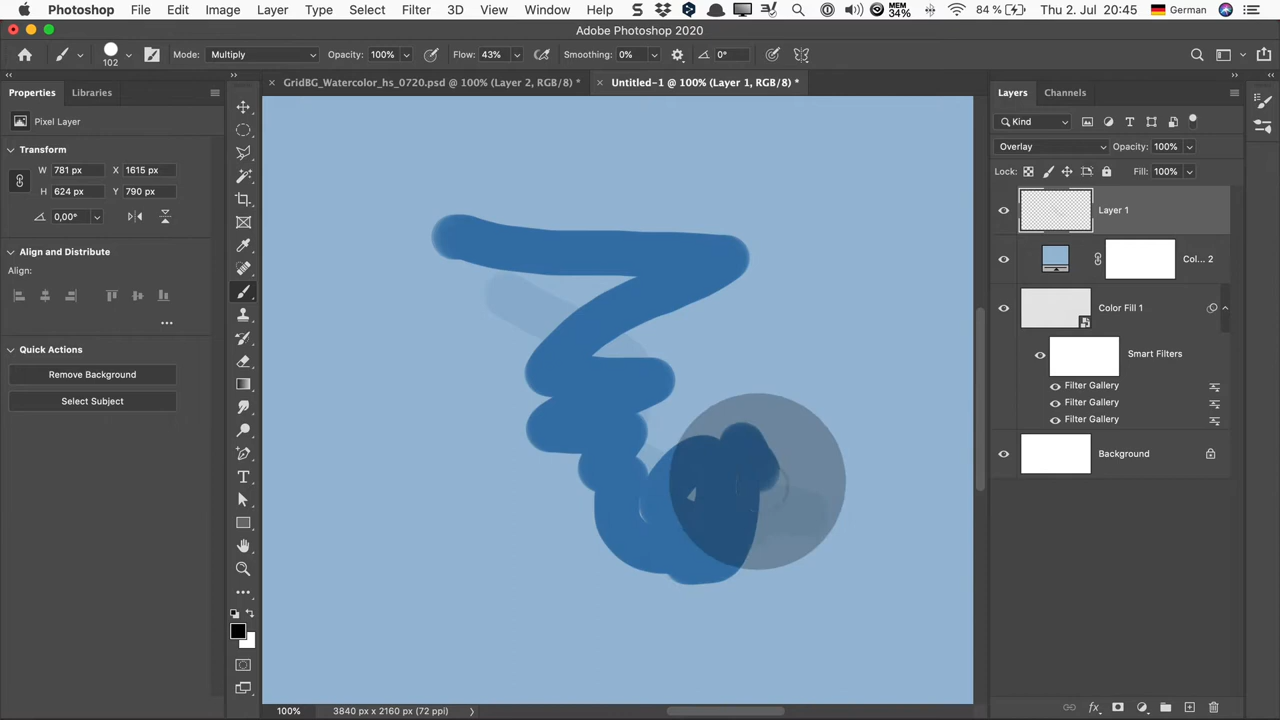 Photoshop File Edit Image Layer Type Select Filter 3D View Window Help MEM 34% 84 % Thu 2. Jul 20:45 German
Adobe Photoshop 2020
102 Mode: Multiply Opacity: 100% Flow: 43% Smoothing: 0% 0°
Properties Libraries
GridBG_Watercolor_hs_0720.psd @ 100% (Layer 2, RGB/8) *
Untitled-1 @ 100% (Layer 1, RGB/8) *
Layers Channels
Pixel Layer
Kind
Transform
Overlay Opacity: 100%
W 781 px X 1615 px
Lock: Fill: 100%
H 624 px Y 790 px
0,00°
Layer 1
Align and Distribute
Align:
Col... 2
Color Fill 1
Quick Actions
Remove Background
Select Subject
Smart Filters
Filter Gallery
Filter Gallery
Filter Gallery
Background
100% 3840 px x 2160 px (72 ppi)